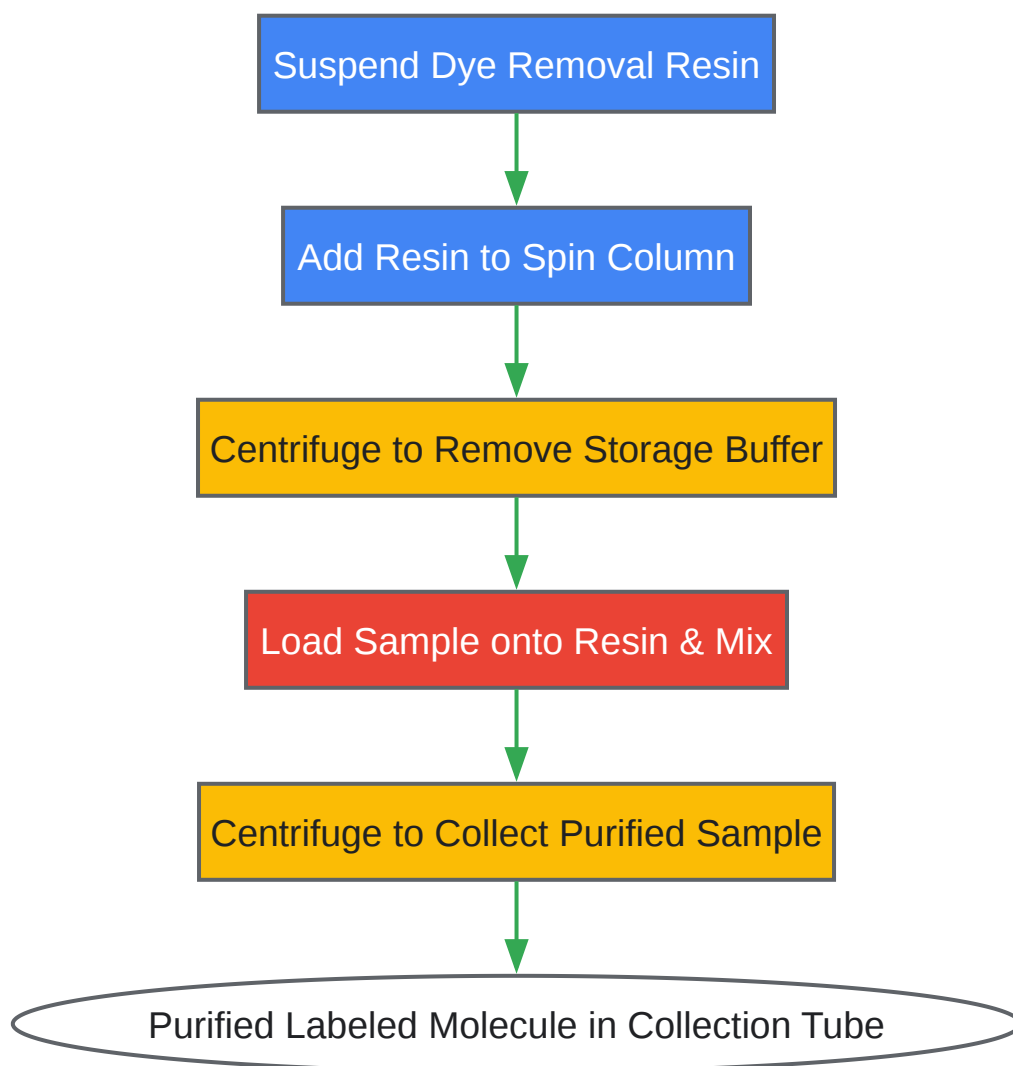 Suspend Dye Removal Resin
Add Resin to Spin Column
Centrifuge to Remove Storage Buffer
Load Sample onto Resin & Mix
Centrifuge to Collect Purified Sample
Purified Labeled Molecule in Collection Tube